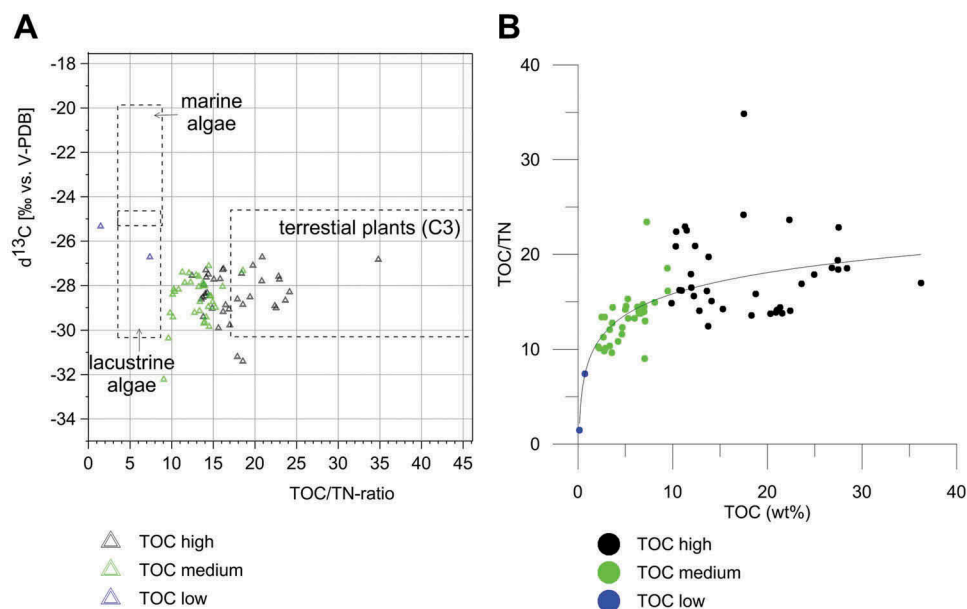 A
-18
-20
-22
-24
-26
-28
-30
-32
-34
d13C [‰ vs. V-PDB]
marine
algae
terrestial plants (C3)
lacustrine
algae
0 5 10 15 20 25 30 35 40 45
TOC/TN-ratio
TOC high
TOC medium
TOC low
B
40
30
20
10
0
TOC/TN
0 10 20 30 40
TOC (wt%)
TOC high
TOC medium
TOC low